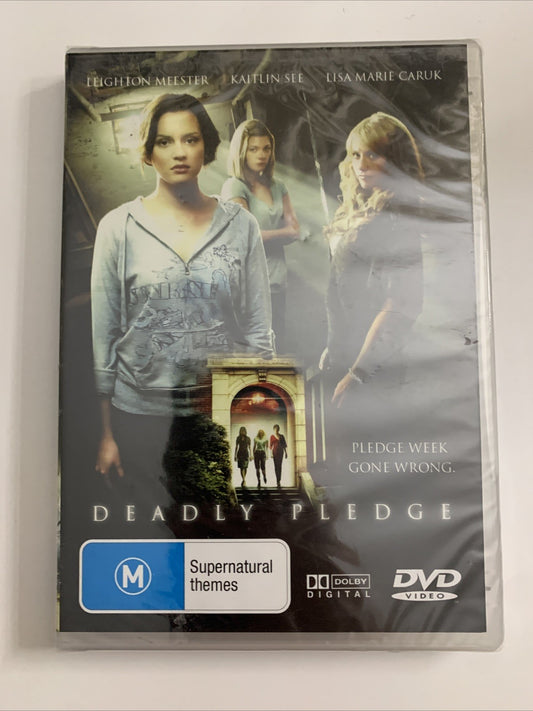 LEIGHTON MEESTER KAITLIN SEE LISA MARIE CARUK
PLEDGE WEEK
GONE WRONG.
DEADLY PLEDGE
M
Supernatural
themes
DOLBY
DIGITAL
DVD
VIDEO